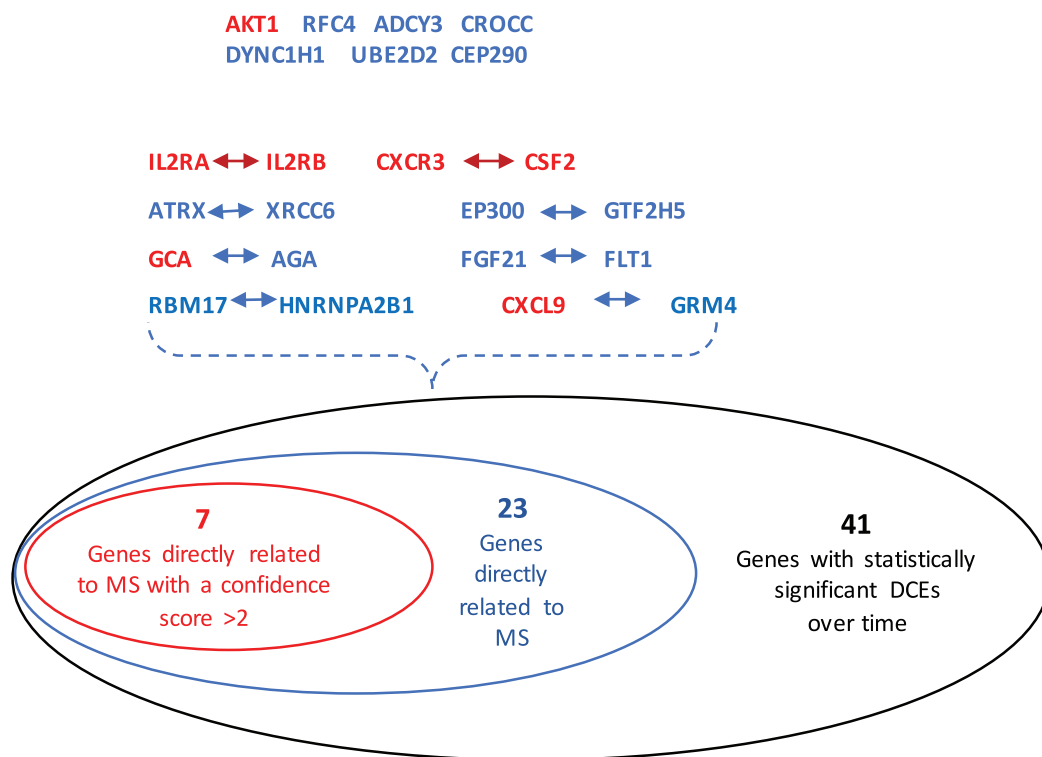 AKT1 RFC4 ADCY3 CROCC
DYNC1H1 UBE2D2 CEP290
IL2RA IL2RB CXCR3 CSF2
ATRX XRCC6 EP300 GTF2H5
GCA AGA FGF21 FLT1
RBM17 HNRNPA2B1 CXCL9 GRM4
7
Genes directly related
to MS with a confidence
score >2
23
Genes
directly
related to
MS
41
Genes with statistically
significant DCEs
over time